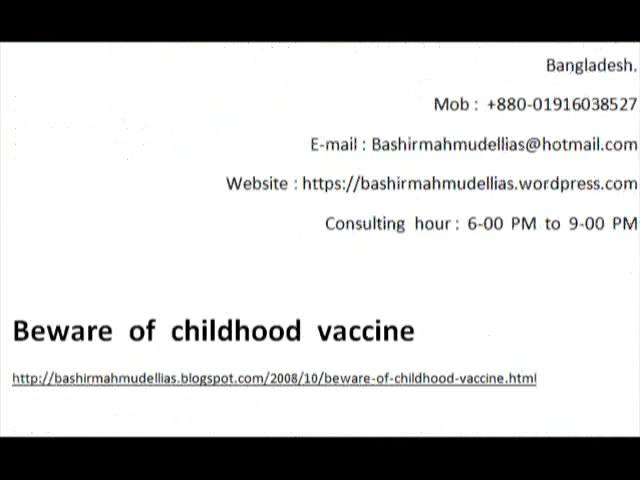 Bangladesh.
Mob : +880-01916038527
E-mail : Bashirmahmudellias@hotmail.com
Website : https://bashirmahmudellias.wordpress.com
Consulting hour : 6-00 PM to 9-00 PM
Beware of childhood vaccine
http://bashirmahmudellias.blogspot.com/2008/10/beware-of-childhood-vaccine.html